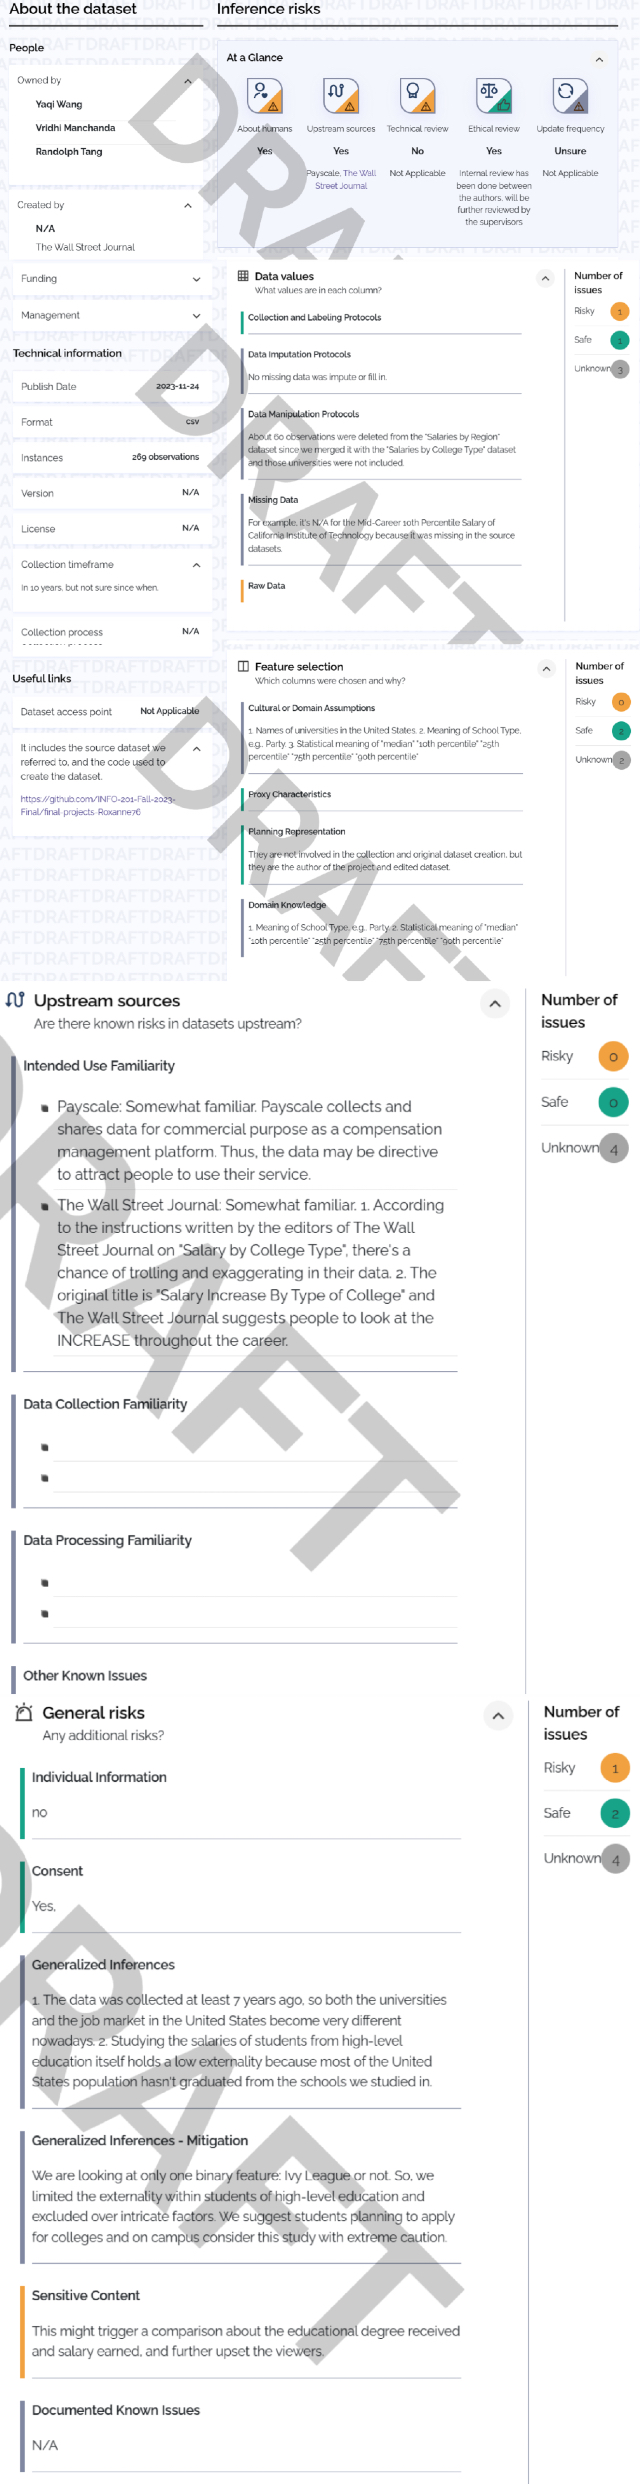 About the dataset
People
Owned by
Yaqi Wang
Vridhi Manchanda
Randolph Tang
Created by
N/A
The Wall Street Journal
Funding
Management
Technical information
Publish Date 2023-11-24
Format csv
Instances 269 observations
Version N/A
License N/A
Collection timeframe
In 10 years, but not sure since when.
Collection process N/A
Useful links
Dataset access point Not Applicable
It includes the source dataset we
referred to, and the code used to
create the dataset.
https://github.com/INFO-201-Fall-2023-
Final/final-projects-Roxanne76
Inference risks
At a Glance
About humans
Yes
Upstream sources
Yes
Payscale, The Wall
Street Journal
Technical review
No
Not Applicable
Ethical review
Yes
Internal review has
been done between
the authors, will be
further reviewed by
the supervisors
Update frequency
Unsure
Not Applicable
Data values
What values are in each column?
Collection and Labeling Protocols
Data Imputation Protocols
No missing data was impute or fill in.
Data Manipulation Protocols
About 60 observations were deleted from the "Salaries by Region"
dataset since we merged it with the "Salaries by College Type" dataset
and those universities were not included.
Missing Data
For example, it's N/A for the Mid-Career 10th Percentile Salary of
California Institute of Technology because it was missing in the source
datasets.
Raw Data
Number of
issues
Risky 1
Safe 1
Unknown 3
Feature selection
Which columns were chosen and why?
Cultural or Domain Assumptions
1. Names of universities in the United States. 2. Meaning of School Type,
e.g., Party. 3. Statistical meaning of "median" "10th percentile" "25th
percentile" "75th percentile" "90th percentile"
Proxy Characteristics
Planning Representation
They are not involved in the collection and original dataset creation, but
they are the author of the project and edited dataset.
Domain Knowledge
1. Meaning of School Type, e.g., Party. 2. Statistical meaning of "median"
"10th percentile" "25th percentile" "75th percentile" "90th percentile"
Number of
issues
Risky 0
Safe 2
Unknown 2
Upstream sources
Are there known risks in datasets upstream?
Intended Use Familiarity
Payscale: Somewhat familiar. Payscale collects and
shares data for commercial purpose as a compensation
management platform. Thus, the data may be directive
to attract people to use their service.
The Wall Street Journal: Somewhat familiar. 1. According
to the instructions written by the editors of The Wall
Street Journal on "Salary by College Type", there's a
chance of trolling and exaggerating in their data. 2. The
original title is "Salary Increase By Type of College" and
The Wall Street Journal suggests people to look at the
INCREASE throughout the career.
Data Collection Familiarity
Data Processing Familiarity
Other Known Issues
Number of
issues
Risky 0
Safe 0
Unknown 4
General risks
Any additional risks?
Individual Information
no
Consent
Yes,
Generalized Inferences
1. The data was collected at least 7 years ago, so both the universities
and the job market in the United States become very different
nowadays. 2. Studying the salaries of students from high-level
education itself holds a low externality because most of the United
States population hasn't graduated from the schools we studied in.
Generalized Inferences - Mitigation
We are looking at only one binary feature: Ivy League or not. So, we
limited the externality within students of high-level education and
excluded over intricate factors. We suggest students planning to apply
for colleges and on campus consider this study with extreme caution.
Sensitive Content
This might trigger a comparison about the educational degree received
and salary earned, and further upset the viewers.
Documented Known Issues
N/A
Number of
issues
Risky 1
Safe 2
Unknown 4
DRAFT
DRAFT
DRAFT
DRAFT
DRAFT